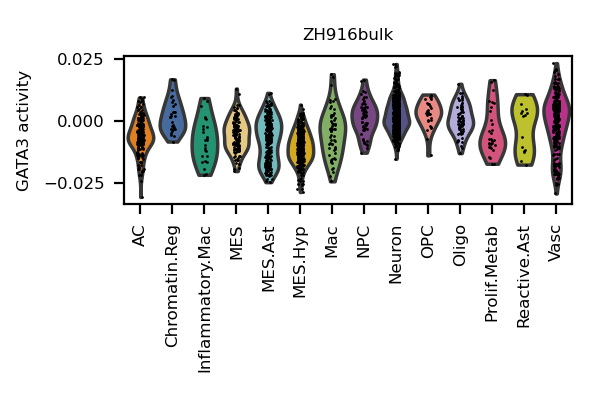 ZH916bulk
GATA3 activity
0.025
0.000
−0.025
AC
Chromatin.Reg
Inflammatory.Mac
MES
MES.Ast
MES.Hyp
Mac
NPC
Neuron
OPC
Oligo
Prolif.Metab
Reactive.Ast
Vasc